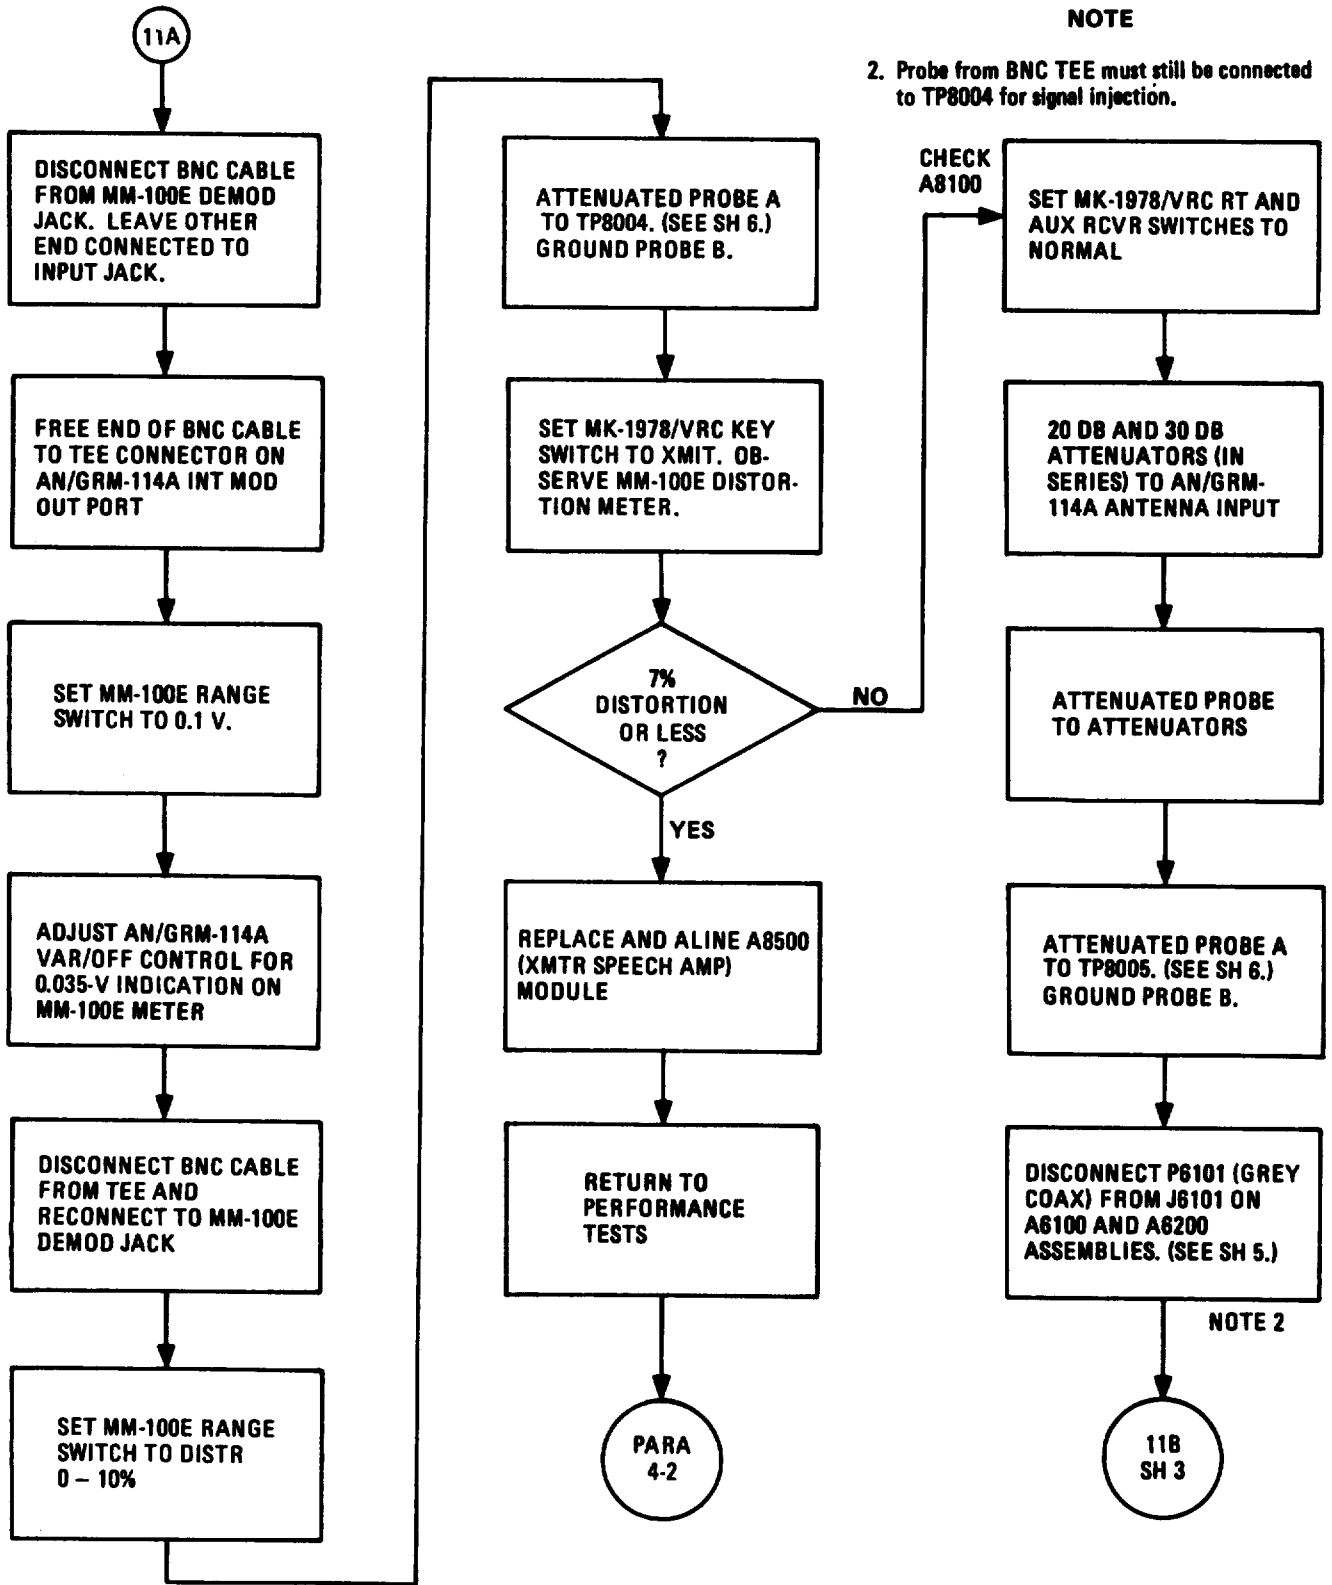 11A
DISCONNECT BNC CABLE
FROM MM-100E DEMOD
JACK. LEAVE OTHER
END CONNECTED TO
INPUT JACK.
FREE END OF BNC CABLE
TO TEE CONNECTOR ON
AN/GRM-114A INT MOD
OUT PORT
SET MM-100E RANGE
SWITCH TO 0.1 V.
ADJUST AN/GRM-114A
VAR/OFF CONTROL FOR
0.035-V INDICATION ON
MM-100E METER
DISCONNECT BNC CABLE
FROM TEE AND
RECONNECT TO MM-100E
DEMOD JACK
SET MM-100E RANGE
SWITCH TO DISTR
0 – 10%
ATTENUATED PROBE A
TO TP8004. (SEE SH 6.)
GROUND PROBE B.
SET MK-1978/VRC KEY
SWITCH TO XMIT. OB-
SERVE MM-100E DISTOR-
TION METER.
7%
DISTORTION
OR LESS
?
NO
YES
REPLACE AND ALINE A8500
(XMTR SPEECH AMP)
MODULE
RETURN TO
PERFORMANCE
TESTS
PARA
4-2
NOTE
2. Probe from BNC TEE must still be connected
to TP8004 for signal injection.
CHECK
A8100
SET MK-1978/VRC RT AND
AUX RCVR SWITCHES TO
NORMAL
20 DB AND 30 DB
ATTENUATORS (IN
SERIES) TO AN/GRM-
114A ANTENNA INPUT
ATTENUATED PROBE
TO ATTENUATORS
ATTENUATED PROBE A
TO TP8005. (SEE SH 6.)
GROUND PROBE B.
DISCONNECT P6101 (GREY
COAX) FROM J6101 ON
A6100 AND A6200
ASSEMBLIES. (SEE SH 5.)
NOTE 2
11B
SH 3